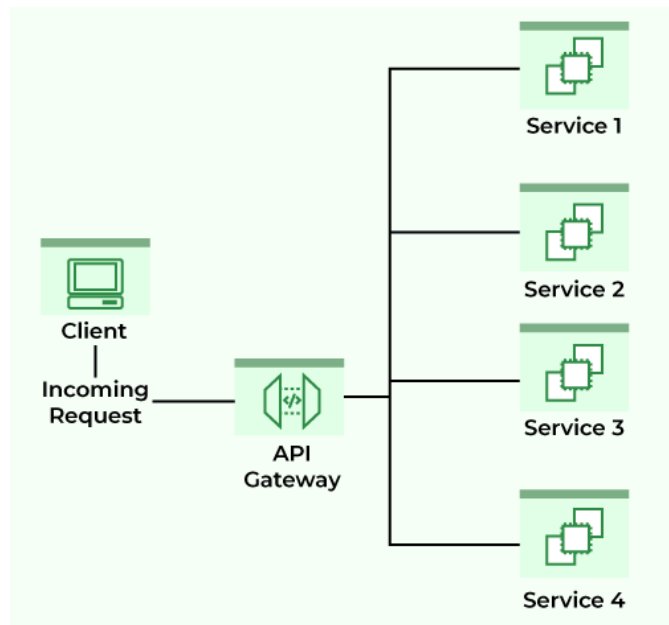 Service 1
Service 2
Client
Incoming
Request
Service 3
API
Gateway
Service 4